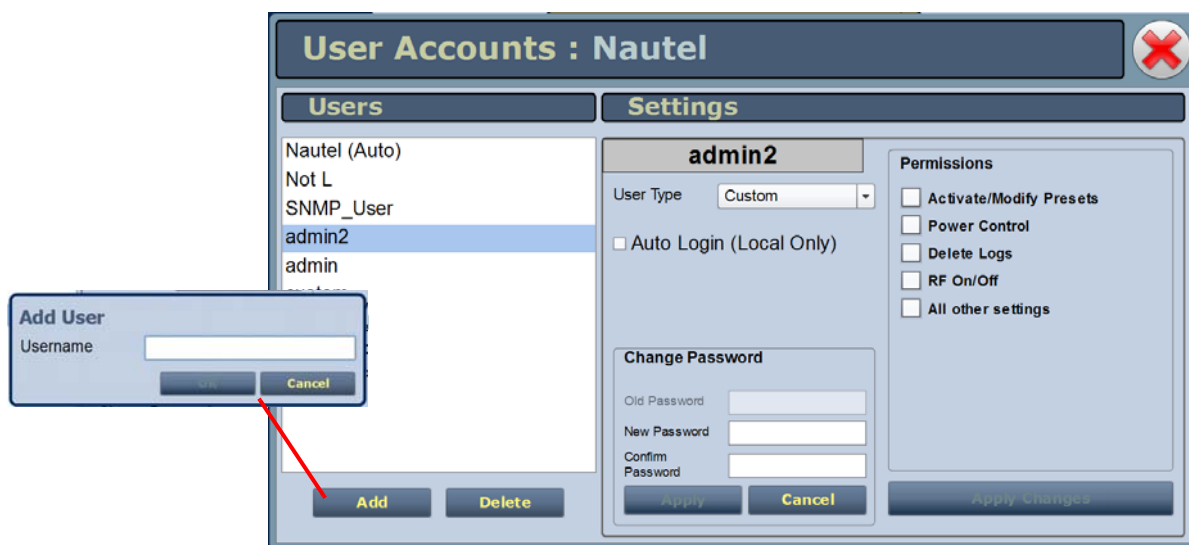 User Accounts : Nautel
Users
Nautel (Auto)
Not L
SNMP_User
admin2
admin
Add
Delete
Add User
Username
OK
Cancel
Settings
admin2
User Type
Custom
Auto Login (Local Only)
Change Password
Old Password
New Password
Confirm
Password
Apply
Cancel
Permissions
Activate/Modify Presets
Power Control
Delete Logs
RF On/Off
All other settings
Apply Changes